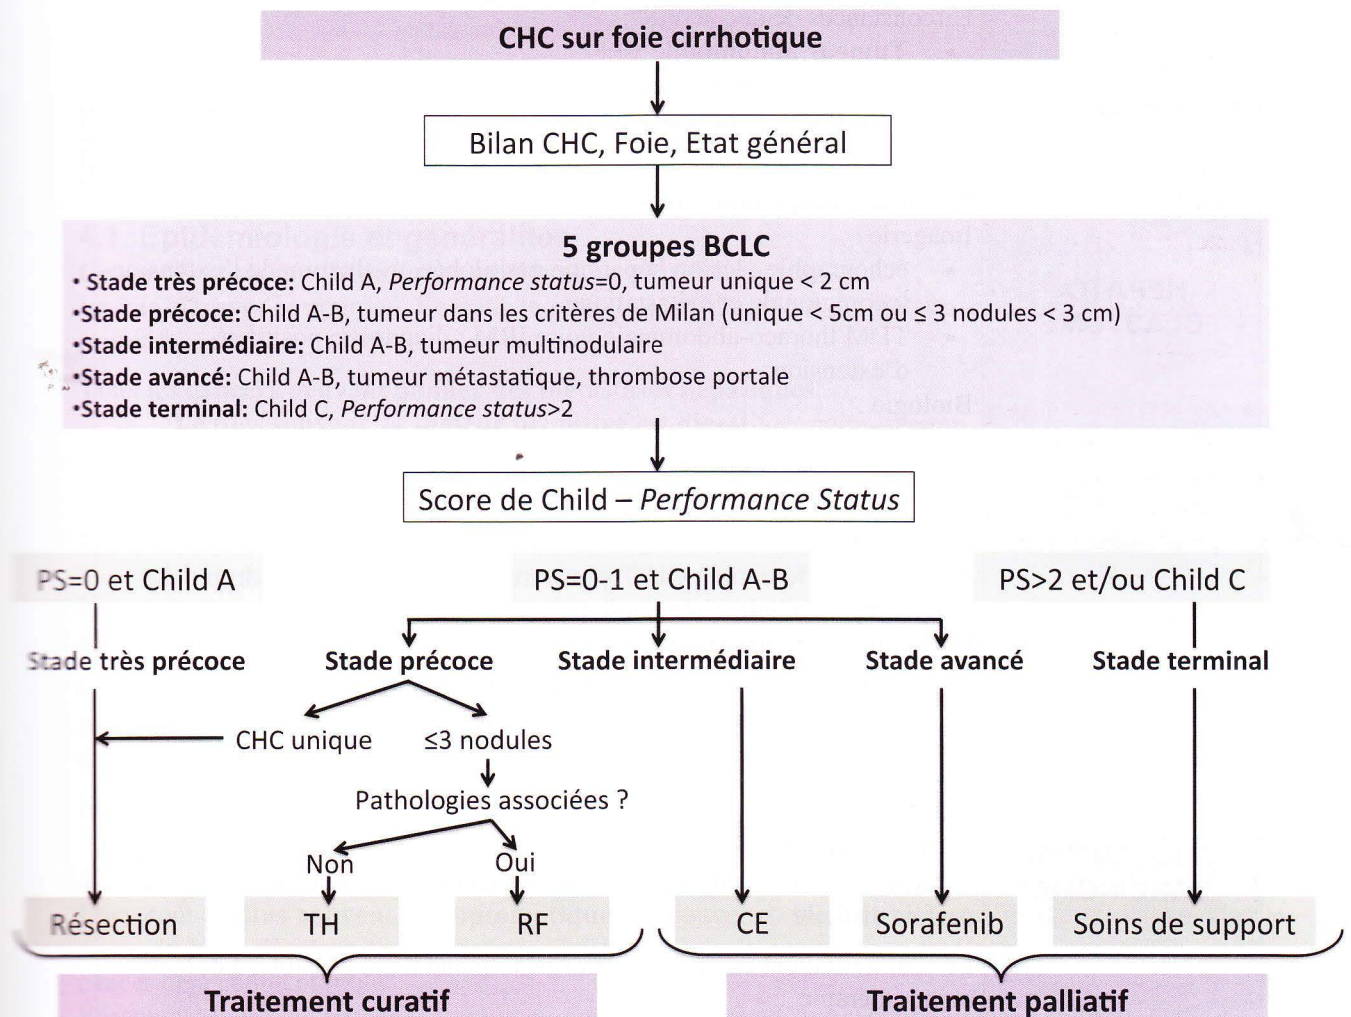 CHC sur foie cirrhotique
Bilan CHC, Foie, Etat général
5 groupes BCLC
• Stade très précoce: Child A, Performance status=0, tumeur unique < 2 cm
•Stade précoce: Child A-B, tumeur dans les critères de Milan (unique < 5cm ou ≤ 3 nodules < 3 cm)
•Stade intermédiaire: Child A-B, tumeur multinodulaire
•Stade avancé: Child A-B, tumeur métastatique, thrombose portale
•Stade terminal: Child C, Performance status>2
Score de Child – Performance Status
PS=0 et Child A
PS=0-1 et Child A-B
PS>2 et/ou Child C
Stade très précoce
Stade précoce
Stade intermédiaire
Stade avancé
Stade terminal
CHC unique
≤3 nodules
Pathologies associées ?
Non
Oui
Résection
TH
RF
CE
Sorafenib
Soins de support
Traitement curatif
Traitement palliatif